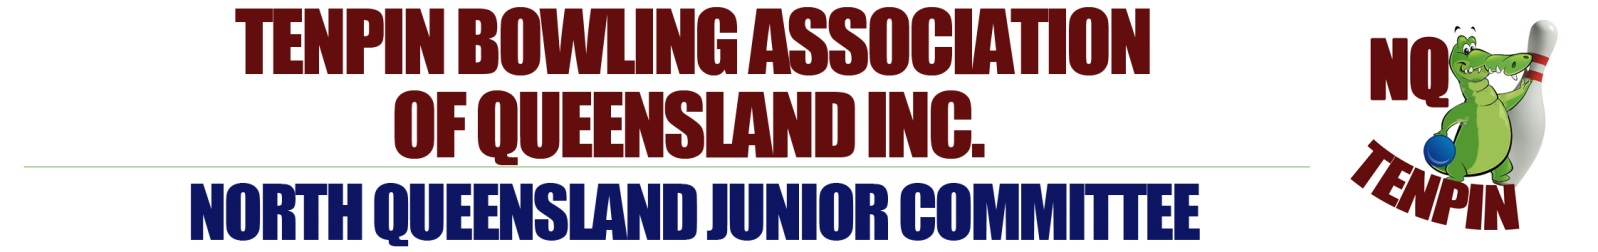 TENPIN BOWLING ASSOCIATION
OF QUEENSLAND INC.
NORTH QUEENSLAND JUNIOR COMMITTEE
NQ
TENPIN